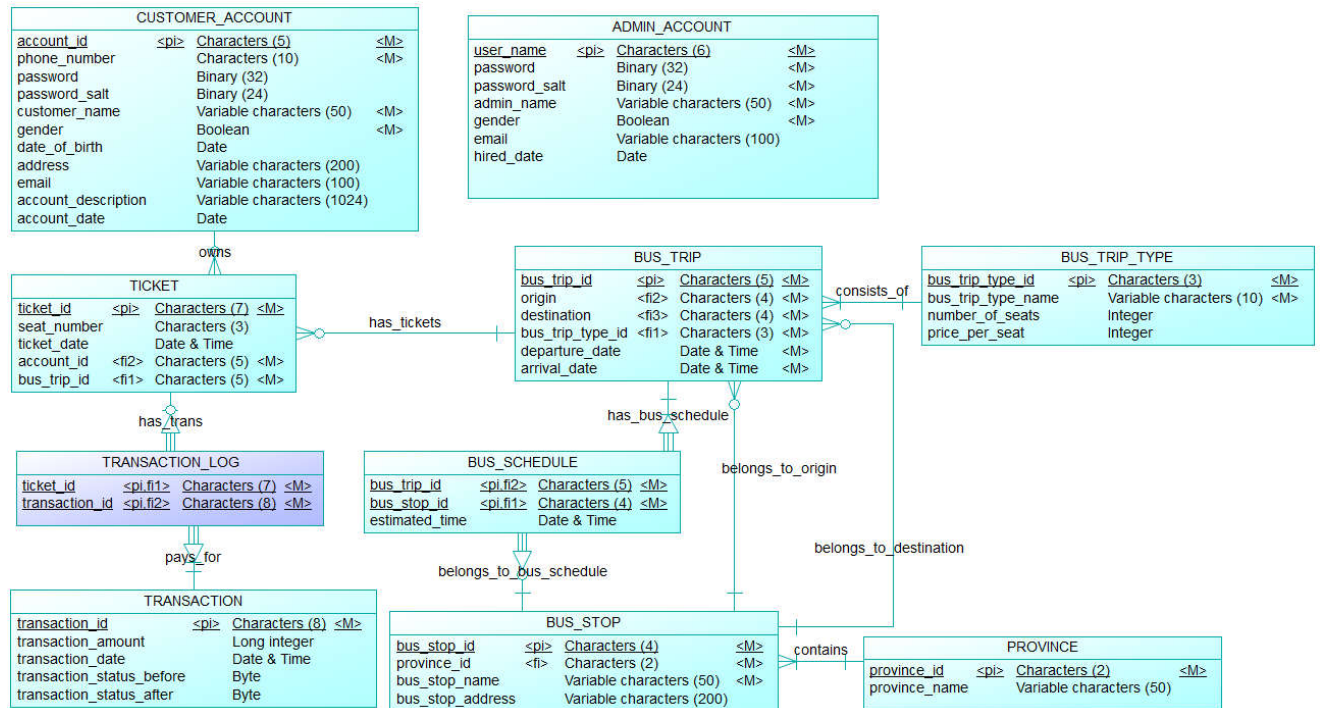 CUSTOMER_ACCOUNT
account_id <pi> Characters (5) <M>
phone_number Characters (10) <M>
password Binary (32)
password_salt Binary (24)
customer_name Variable characters (50) <M>
gender Boolean <M>
date_of_birth Date
address Variable characters (200)
email Variable characters (100)
account_description Variable characters (1024)
account_date Date
ADMIN_ACCOUNT
user_name <pi> Characters (6) <M>
password Binary (32) <M>
password_salt Binary (24) <M>
admin_name Variable characters (50) <M>
gender Boolean <M>
email Variable characters (100)
hired_date Date
owns
TICKET
ticket_id <pi> Characters (7) <M>
seat_number Characters (3)
ticket_date Date & Time
account_id <fi2> Characters (5) <M>
bus_trip_id <fi1> Characters (5) <M>
has_tickets
BUS_TRIP
bus_trip_id <pi> Characters (5) <M>
origin <fi2> Characters (4) <M>
destination <fi3> Characters (4) <M>
bus_trip_type_id <fi1> Characters (3) <M>
departure_date Date & Time <M>
arrival_date Date & Time <M>
consists_of
BUS_TRIP_TYPE
bus_trip_type_id <pi> Characters (3) <M>
bus_trip_type_name Variable characters (10) <M>
number_of_seats Integer
price_per_seat Integer
has_trans
has_bus_schedule
TRANSACTION_LOG
ticket_id <pi,fi1> Characters (7) <M>
transaction_id <pi,fi2> Characters (8) <M>
BUS_SCHEDULE
bus_trip_id <pi,fi2> Characters (5) <M>
bus_stop_id <pi,fi1> Characters (4) <M>
estimated_time Date & Time
belongs_to_origin
belongs_to_destination
pays_for
belongs_to_bus_schedule
TRANSACTION
transaction_id <pi> Characters (8) <M>
transaction_amount Long integer
transaction_date Date & Time
transaction_status_before Byte
transaction_status_after Byte
BUS_STOP
bus_stop_id <pi> Characters (4) <M>
province_id <fi> Characters (2) <M>
bus_stop_name Variable characters (50) <M>
bus_stop_address Variable characters (200)
contains
PROVINCE
province_id <pi> Characters (2) <M>
province_name Variable characters (50)